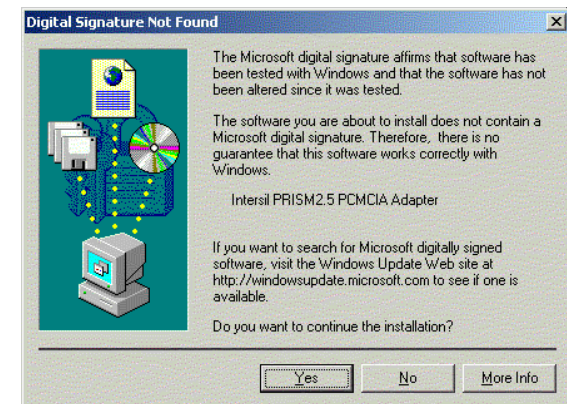 Digital Signature Not Found
The Microsoft digital signature affirms that software has
been tested with Windows and that the software has not
been altered since it was tested.
The software you are about to install does not contain a
Microsoft digital signature. Therefore, there is no
guarantee that this software works correctly with
Windows.
Intersil PRISM2.5 PCMCIA Adapter
If you want to search for Microsoft digitally signed
software, visit the Windows Update Web site at
http://windowsupdate.microsoft.com to see if one is
available.
Do you want to continue the installation?
Yes No More Info